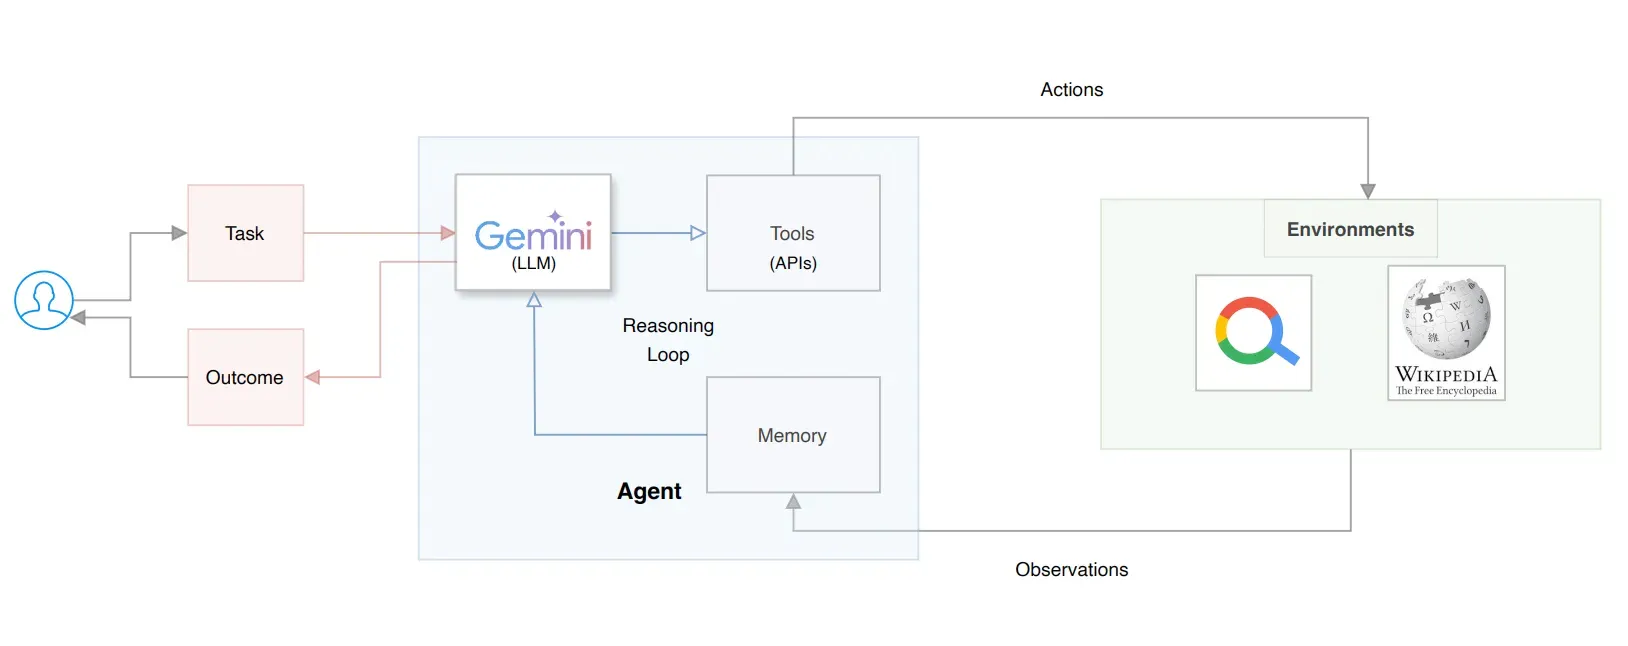 Actions
Task
Gemini
(LLM)
Tools
(APIs)
Environments
Reasoning
Loop
Ω
W
И
WIKIPEDIA
The Free Encyclopedia
Outcome
Memory
Agent
Observations